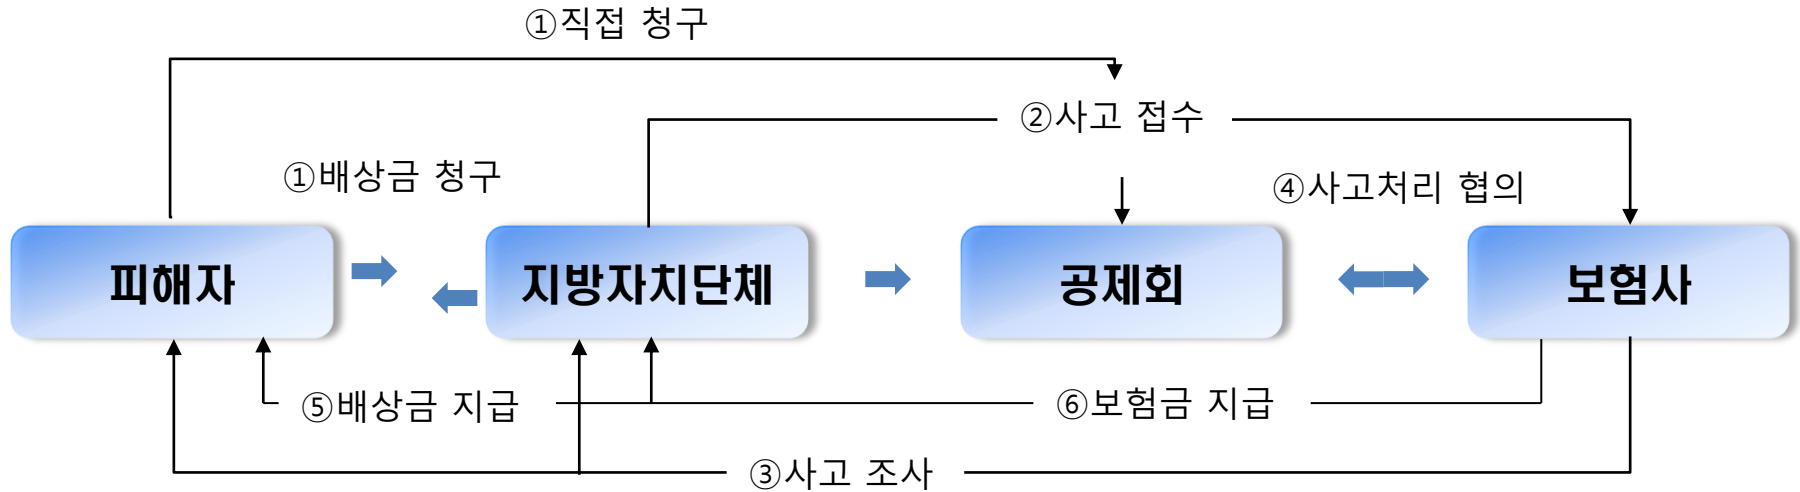 ①직접 청구
②사고 접수
①배상금 청구
④사고처리 협의
피해자
지방자치단체
공제회
보험사
⑤배상금 지급
⑥보험금 지급
③사고 조사